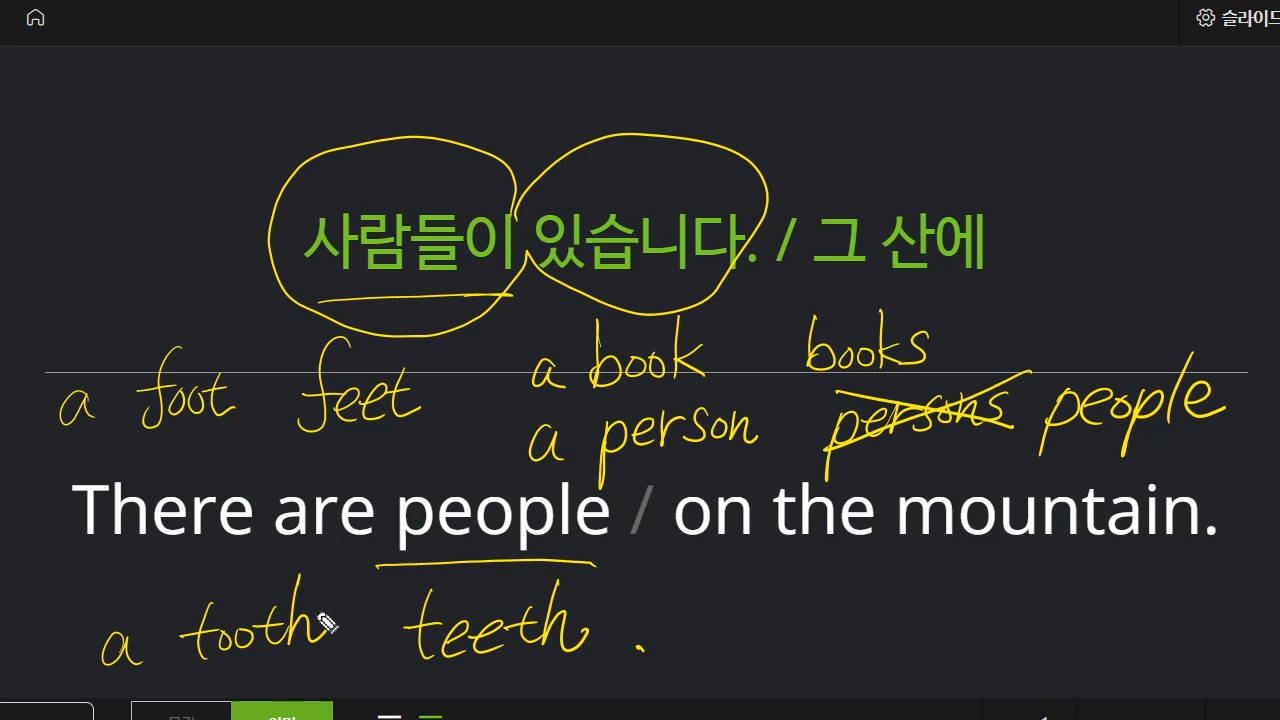 슬라이드
사람들이 있습니다. / 그 산에
a book books
a foot feet a person persons people
There are people / on the mountain.
a tooth teeth .